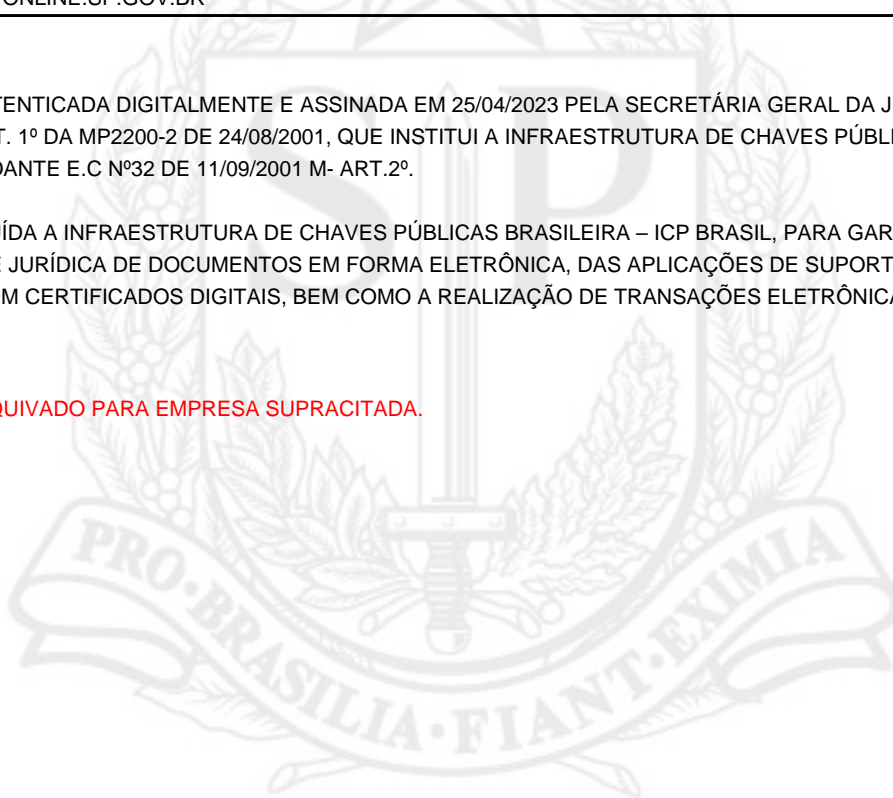 ONLINE.SP.GOV.BR
TENTICADA DIGITALMENTE E ASSINADA EM 25/04/2023 PELA SECRETÁRIA GERAL DA J
T. 1º DA MP2200-2 DE 24/08/2001, QUE INSTITUI A INFRAESTRUTURA DE CHAVES PÚBL
DANTE E.C Nº32 DE 11/09/2001 M- ART.2º.
ÍDA A INFRAESTRUTURA DE CHAVES PÚBLICAS BRASILEIRA – ICP BRASIL, PARA GAR
E JURÍDICA DE DOCUMENTOS EM FORMA ELETRÔNICA, DAS APLICAÇÕES DE SUPORT
M CERTIFICADOS DIGITAIS, BEM COMO A REALIZAÇÃO DE TRANSAÇÕES ELETRÔNICA
QUIVADO PARA EMPRESA SUPRACITADA.
SP
PRO·BRASILIA·FIANT·EXIMIA